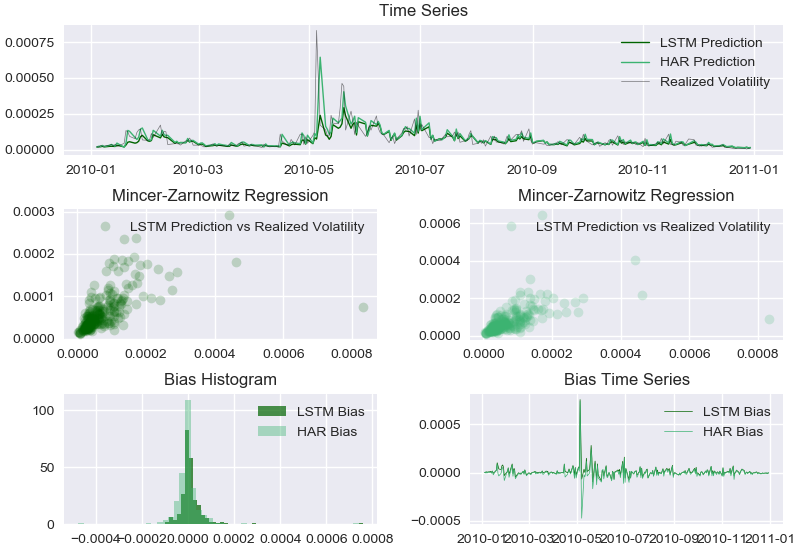 Time Series
0.00075
0.00050
0.00025
0.00000
LSTM Prediction
HAR Prediction
Realized Volatility
2010-01 2010-03 2010-05 2010-07 2010-09 2010-11 2011-01
Mincer-Zarnowitz Regression
0.0003
0.0002
0.0001
0.0000
LSTM Prediction vs Realized Volatility
0.0000 0.0002 0.0004 0.0006 0.0008
Mincer-Zarnowitz Regression
0.0006
0.0004
0.0002
0.0000
LSTM Prediction vs Realized Volatility
0.0000 0.0002 0.0004 0.0006 0.0008
Bias Histogram
100
50
0
LSTM Bias
HAR Bias
−0.0004 −0.0002 0.0000 0.0002 0.0004 0.0006 0.0008
Bias Time Series
0.0005
0.0000
−0.0005
LSTM Bias
HAR Bias
2010-01 2010-03 2010-05 2010-07 2010-09 2010-11 2011-01